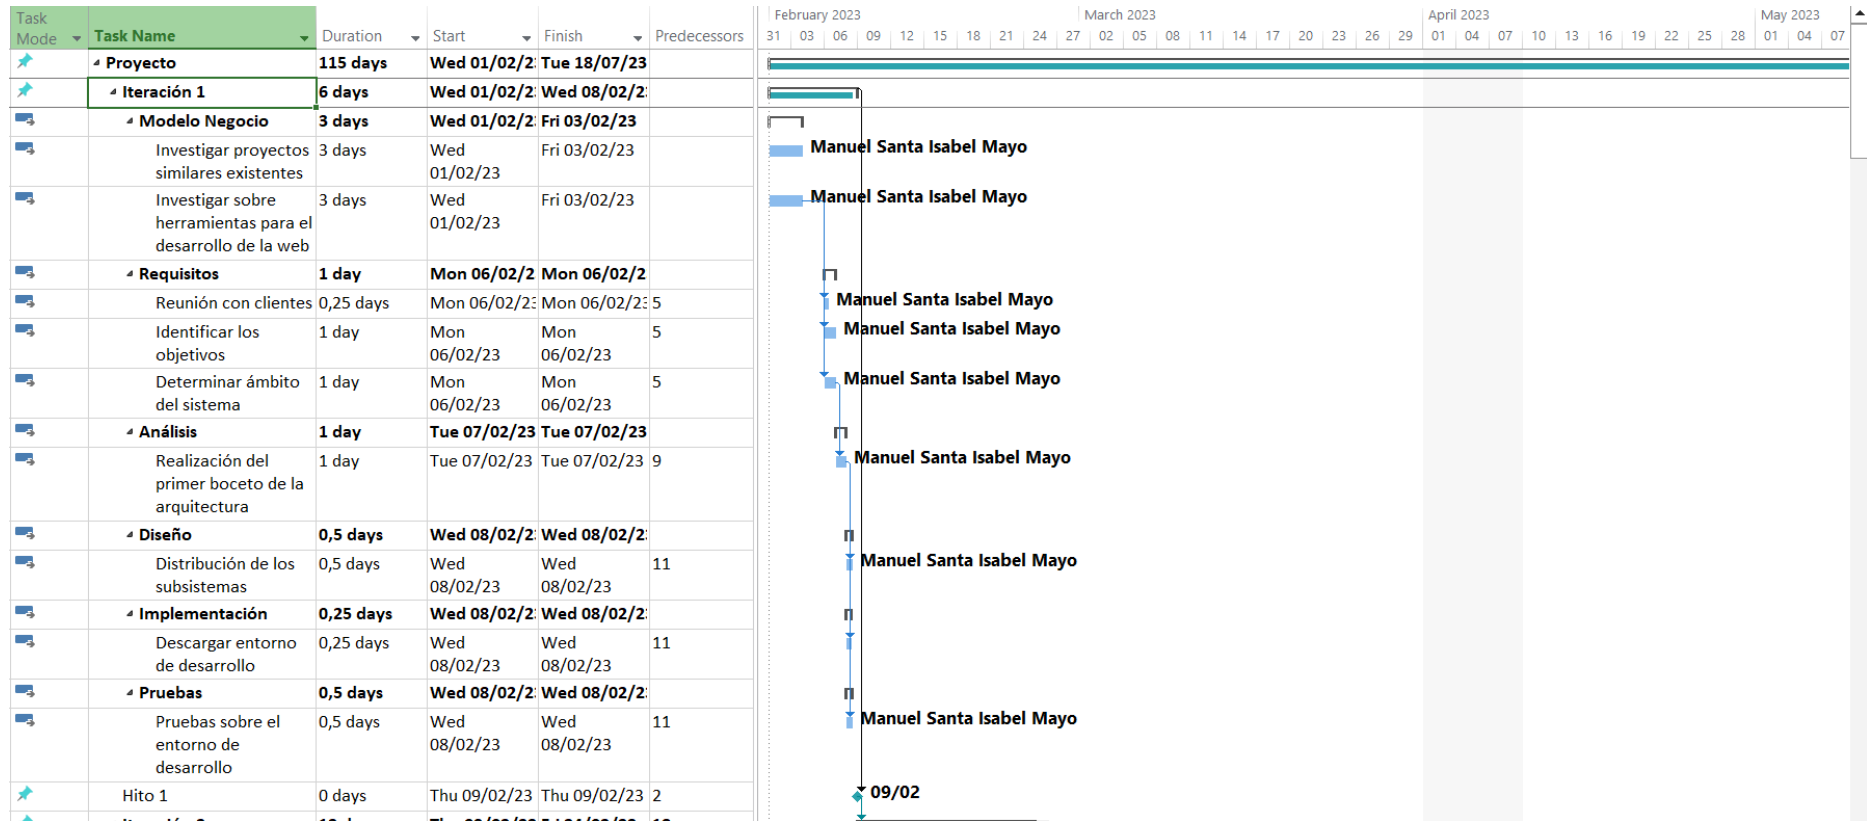 Task Mode Task Name Duration Start Finish Predecessors
February 2023 March 2023 April 2023 May 2023
31 03 06 09 12 15 18 21 24 27 02 05 08 11 14 17 20 23 26 29 01 04 07 10 13 16 19 22 25 28 01 04 07
Proyecto 115 days Wed 01/02/2 Tue 18/07/23
Iteración 1 6 days Wed 01/02/2 Wed 08/02/2
Modelo Negocio 3 days Wed 01/02/2 Fri 03/02/23
Investigar proyectos similares existentes 3 days Wed 01/02/23 Fri 03/02/23 Manuel Santa Isabel Mayo
Investigar sobre herramientas para el desarrollo de la web 3 days Wed 01/02/23 Fri 03/02/23 Manuel Santa Isabel Mayo
Requisitos 1 day Mon 06/02/2 Mon 06/02/2
Reunión con clientes 0,25 days Mon 06/02/23 Mon 06/02/23 5 Manuel Santa Isabel Mayo
Identificar los objetivos 1 day Mon 06/02/23 Mon 06/02/23 5 Manuel Santa Isabel Mayo
Determinar ámbito del sistema 1 day Mon 06/02/23 Mon 06/02/23 5 Manuel Santa Isabel Mayo
Análisis 1 day Tue 07/02/23 Tue 07/02/23
Realización del primer boceto de la arquitectura 1 day Tue 07/02/23 Tue 07/02/23 9 Manuel Santa Isabel Mayo
Diseño 0,5 days Wed 08/02/2 Wed 08/02/2
Distribución de los subsistemas 0,5 days Wed 08/02/23 Wed 08/02/23 11 Manuel Santa Isabel Mayo
Implementación 0,25 days Wed 08/02/2 Wed 08/02/2
Descargar entorno de desarrollo 0,25 days Wed 08/02/23 Wed 08/02/23 11
Pruebas 0,5 days Wed 08/02/2 Wed 08/02/2
Pruebas sobre el entorno de desarrollo 0,5 days Wed 08/02/23 Wed 08/02/23 11 Manuel Santa Isabel Mayo
Hito 1 0 days Thu 09/02/23 Thu 09/02/23 2 09/02